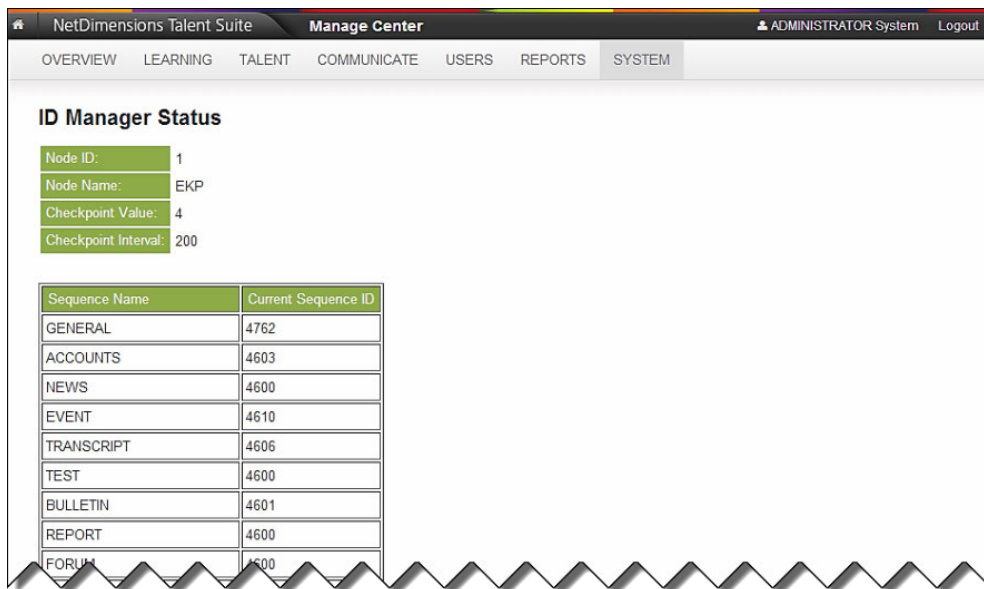 NetDimensions Talent Suite Manage Center ADMINISTRATOR System Logout
OVERVIEW LEARNING TALENT COMMUNICATE USERS REPORTS SYSTEM
ID Manager Status
Node ID: 1
Node Name: EKP
Checkpoint Value: 4
Checkpoint Interval: 200
Sequence Name Current Sequence ID
GENERAL 4762
ACCOUNTS 4603
NEWS 4600
EVENT 4610
TRANSCRIPT 4606
TEST 4600
BULLETIN 4601
REPORT 4600
FORUM 4600